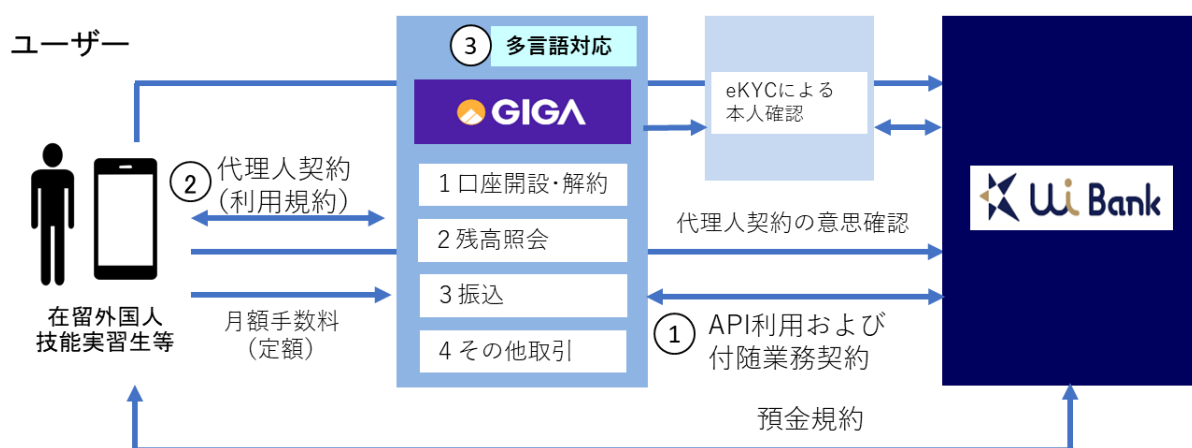 ユーザー
③ 多言語対応
GIGA
eKYCによる
本人確認
UI Bank
② 代理人契約
(利用規約)
1 口座開設・解約
2 残高照会
3 振込
4 その他取引
代理人契約の意思確認
在留外国人
技能実習生等
月額手数料
(定額)
① API利用および
付随業務契約
預金規約